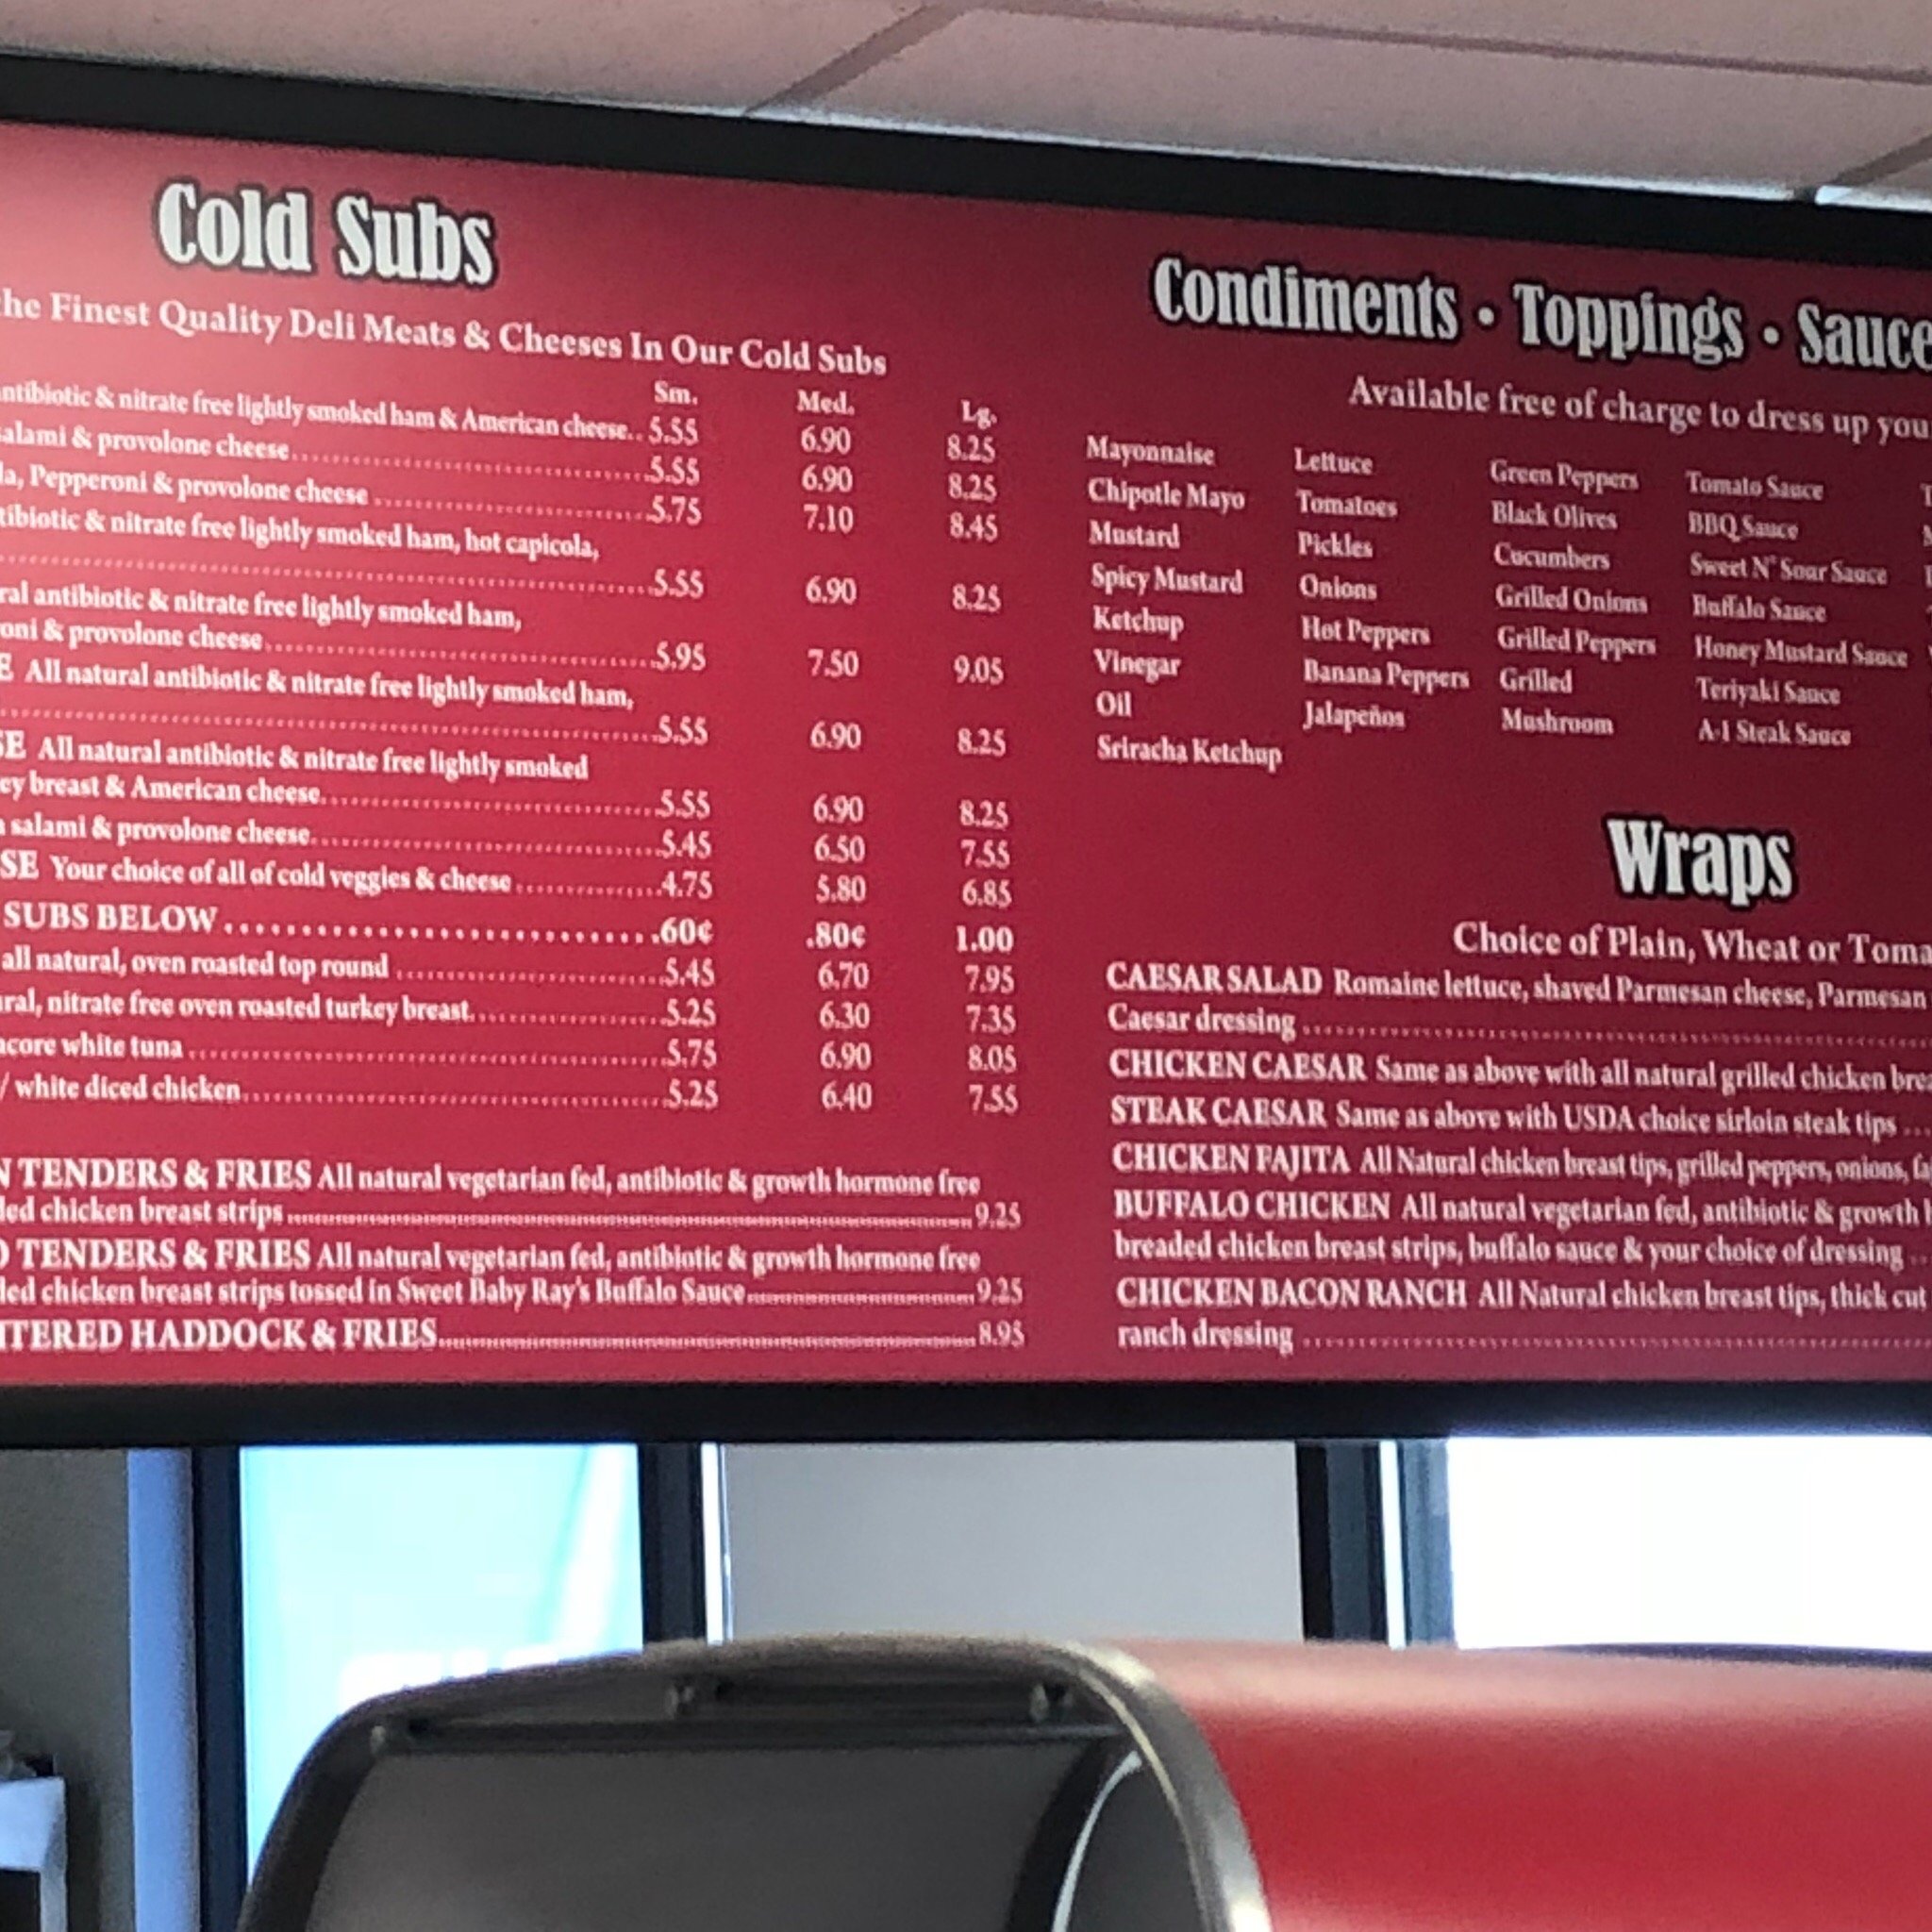 Cold Subs
the Finest Quality Deli Meats & Cheeses In Our Cold Subs
Sm. Med. Lg.
antibiotic & nitrate free lightly smoked ham & American cheese.. 5.55 6.90 8.25
salami & provolone cheese 5.55 6.90 8.25
la, Pepperoni & provolone cheese 5.75 7.10 8.45
tibiotic & nitrate free lightly smoked ham, hot capicola,
5.55 6.90 8.25
ral antibiotic & nitrate free lightly smoked ham,
oni & provolone cheese 5.95 7.50 9.05
E All natural antibiotic & nitrate free lightly smoked ham,
5.55 6.90 8.25
SE All natural antibiotic & nitrate free lightly smoked
ey breast & American cheese 5.55 6.90 8.25
salami & provolone cheese 5.45 6.50 7.55
SE Your choice of all of cold veggies & cheese 4.75 5.80 6.85
SUBS BELOW .60¢ .80¢ 1.00
all natural, oven roasted top round 5.45 6.70 7.95
ural, nitrate free oven roasted turkey breast 5.25 6.30 7.35
acore white tuna 5.75 6.90 8.05
/ white diced chicken 5.25 6.40 7.55
N TENDERS & FRIES All natural vegetarian fed, antibiotic & growth hormone free
ded chicken breast strips 9.25
O TENDERS & FRIES All natural vegetarian fed, antibiotic & growth hormone free
ded chicken breast strips tossed in Sweet Baby Ray's Buffalo Sauce 9.25
TTERED HADDOCK & FRIES 8.95
Condiments • Toppings • Sauce
Available free of charge to dress up you
Mayonnaise Lettuce Green Peppers Tomato Sauce
Chipotle Mayo Tomatoes Black Olives BBQ Sauce
Mustard Pickles Cucumbers Sweet N' Sour Sauce
Spicy Mustard Onions Grilled Onions Buffalo Sauce
Ketchup Hot Peppers Grilled Peppers Honey Mustard Sauce
Vinegar Banana Peppers Grilled Teriyaki Sauce
Oil Jalapeños Mushroom A-1 Steak Sauce
Sriracha Ketchup
Wraps
Choice of Plain, Wheat or Toma
CAESAR SALAD Romaine lettuce, shaved Parmesan cheese, Parmesan
Caesar dressing
CHICKEN CAESAR Same as above with all natural grilled chicken brea
STEAK CAESAR Same as above with USDA choice sirloin steak tips
CHICKEN FAJITA All Natural chicken breast tips, grilled peppers, onions, fa
BUFFALO CHICKEN All natural vegetarian fed, antibiotic & growth h
breaded chicken breast strips, buffalo sauce & your choice of dressing
CHICKEN BACON RANCH All Natural chicken breast tips, thick cut
ranch dressing